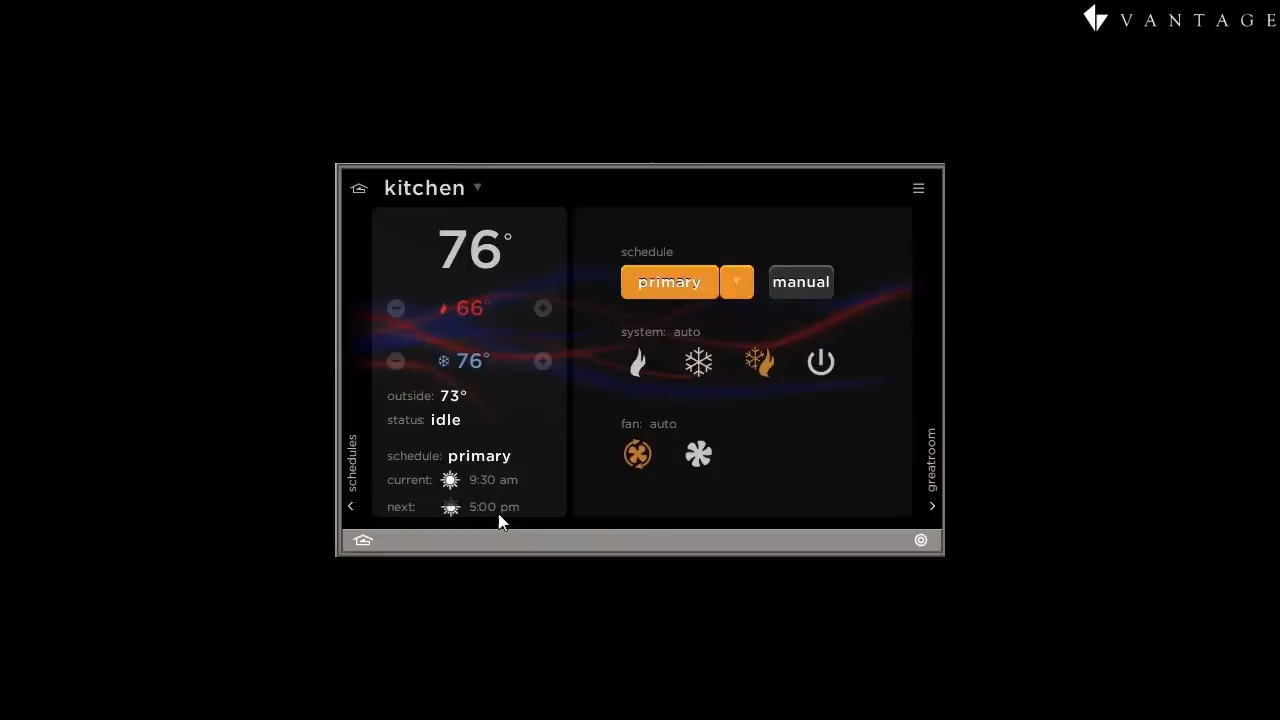 VANTAGE
kitchen
76°
66°
76°
outside: 73°
status: idle
schedule: primary
current: 9:30 am
next: 5:00 pm
schedule
primary
manual
system: auto
fan: auto
schedules
greatroom